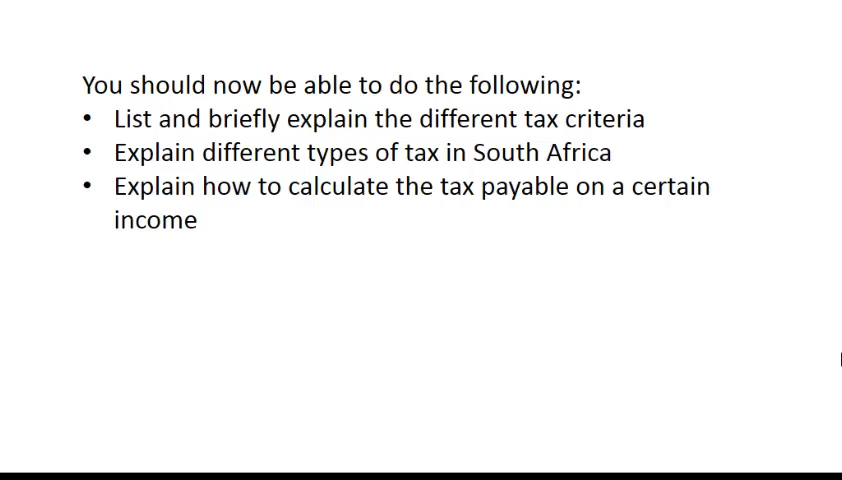 You should now be able to do the following:
• List and briefly explain the different tax criteria
• Explain different types of tax in South Africa
• Explain how to calculate the tax payable on a certain
income